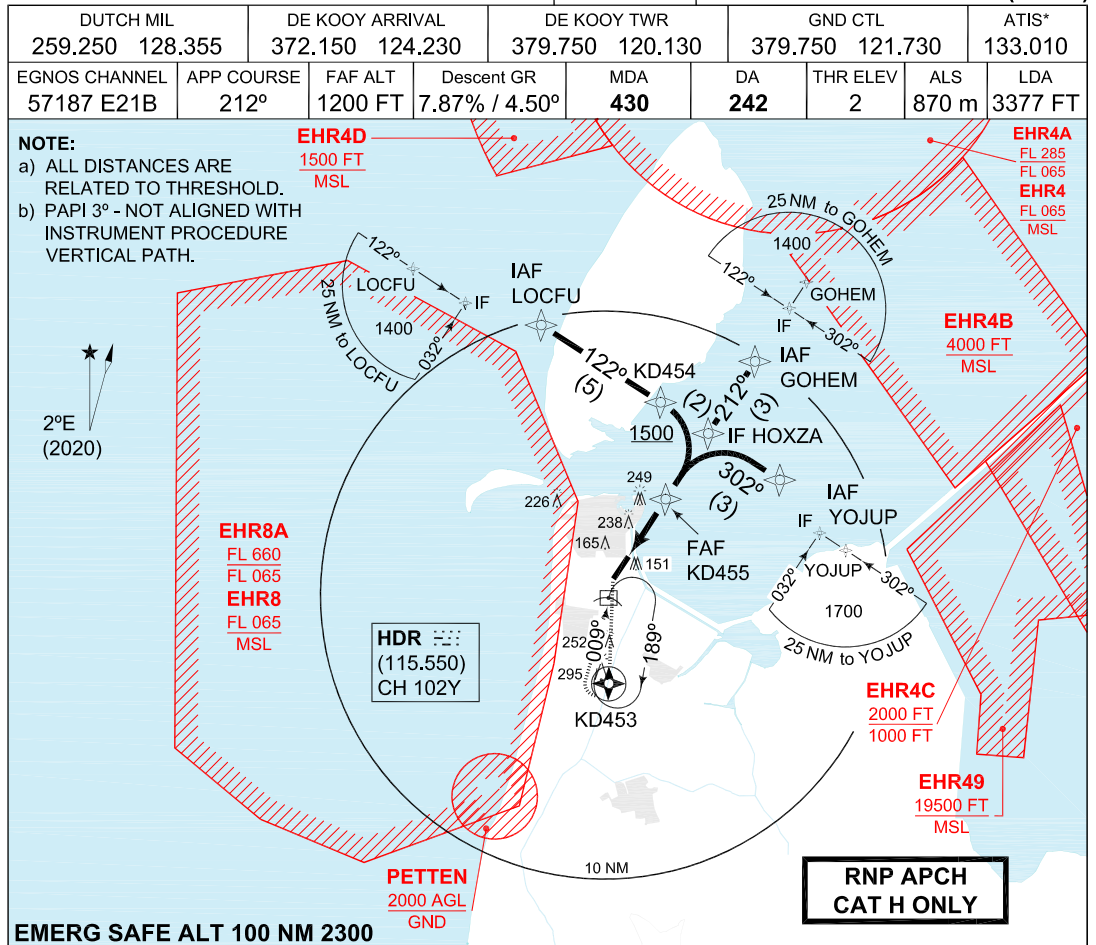 DUTCH MIL
259.250 128.355
DE KOOY ARRIVAL
372.150 124.230
DE KOOY TWR
379.750 120.130
GND CTL
379.750 121.730
ATIS*
133.010
EGNOS CHANNEL
57187 E21B
APP COURSE
212º
FAF ALT
1200 FT
Descent GR
7.87% / 4.50º
MDA
430
DA
242
THR ELEV
2
ALS
870 m
LDA
3377 FT
NOTE:
a) ALL DISTANCES ARE
RELATED TO THRESHOLD.
b) PAPI 3º - NOT ALIGNED WITH
INSTRUMENT PROCEDURE
VERTICAL PATH.
EHR4D
1500 FT
MSL
EHR4A
FL 285
FL 065
EHR4
FL 065
MSL
25 NM to GOHEM
1400
122º
GOHEM
IF
302º
122º
LOCFU
IF
1400
032º
25 NM to LOCFU
IAF
LOCFU
122º
(5)
KD454
1500
(2)
212º
(3)
IAF
GOHEM
IF HOXZA
302º
(3)
EHR4B
4000 FT
MSL
2ºE
(2020)
249
226
238
165
151
FAF
KD455
IAF
YOJUP
IF
YOJUP
032º
302º
1700
25 NM to YOJUP
EHR8A
FL 660
FL 065
EHR8
FL 065
MSL
HDR
(115.550)
CH 102Y
252
295
009º
189º
KD453
EHR4C
2000 FT
1000 FT
EHR49
19500 FT
MSL
10 NM
PETTEN
2000 AGL
GND
RNP APCH
CAT H ONLY
EMERG SAFE ALT 100 NM 2300